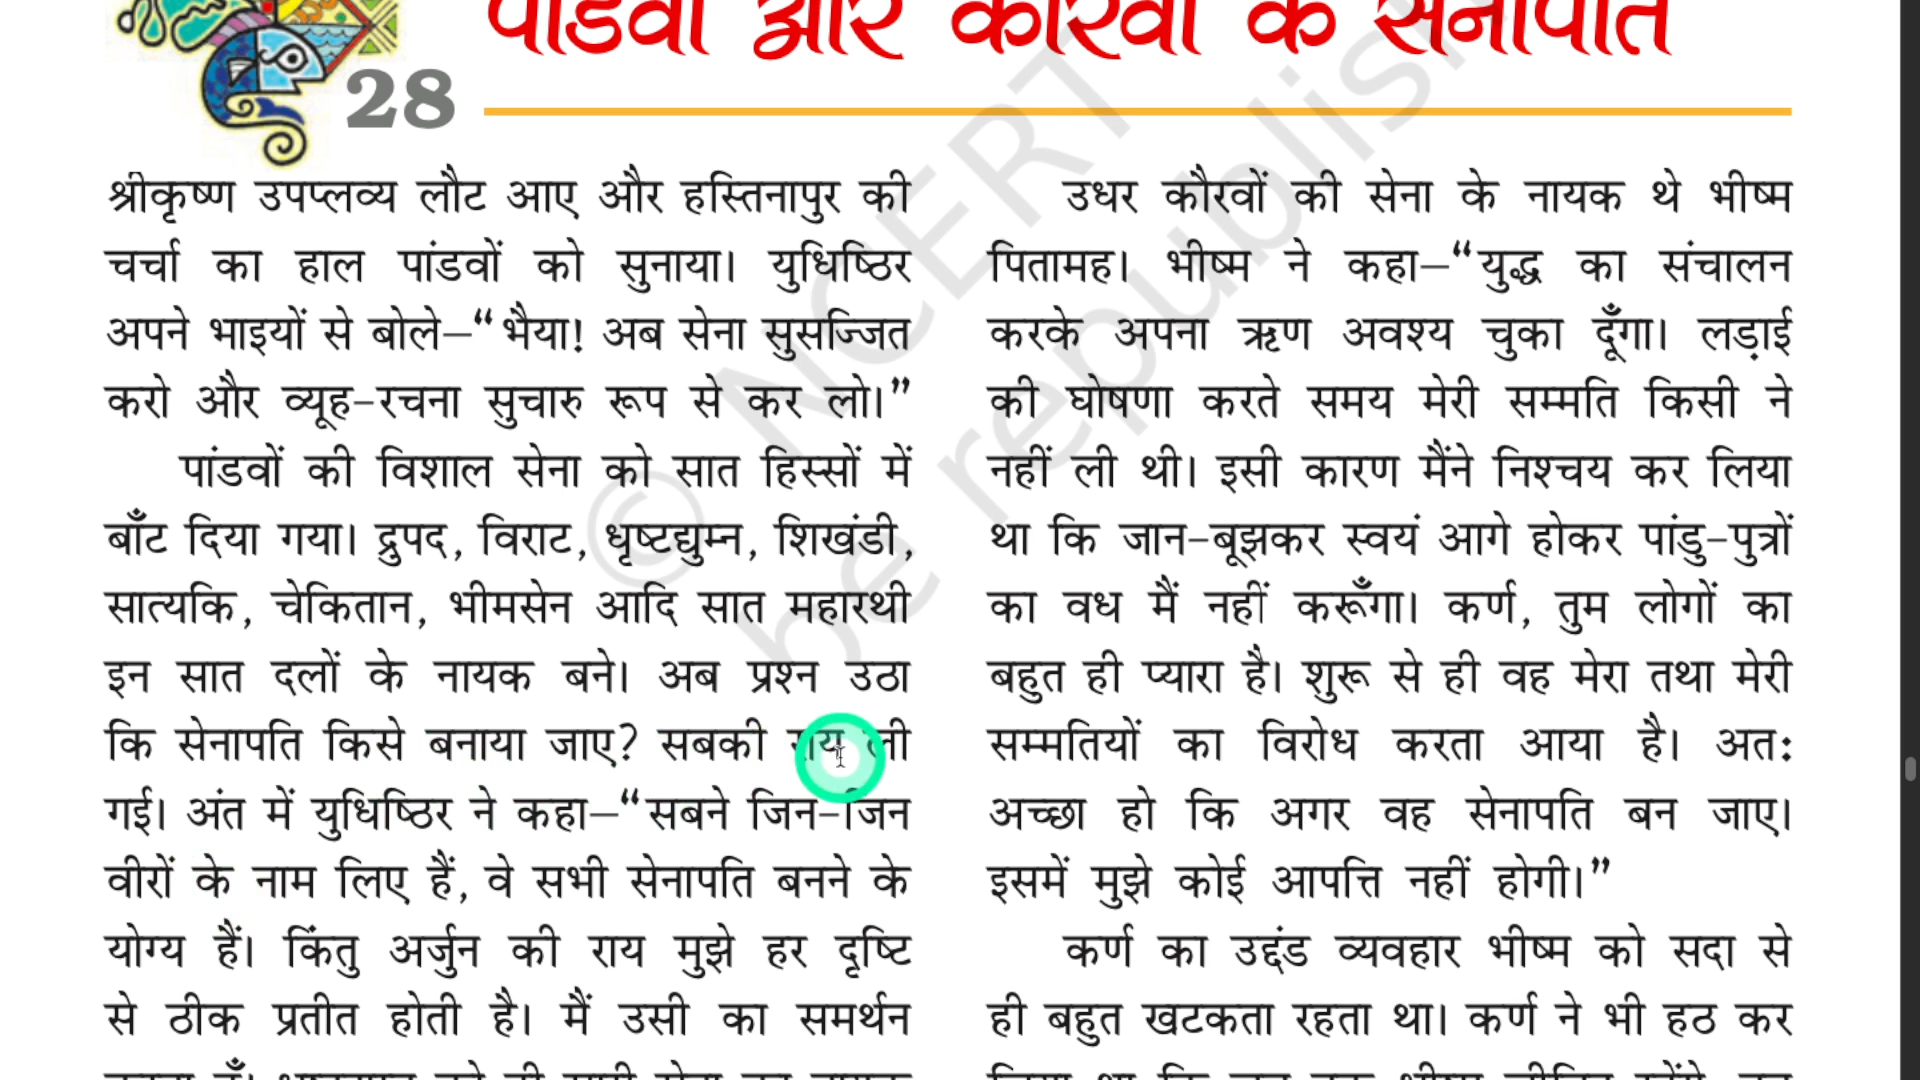 पांडवों और कौरवों के सेनापति
28
श्रीकृष्ण उपप्लव्य लौट आए और हस्तिनापुर की
चर्चा का हाल पांडवों को सुनाया। युधिष्ठिर
अपने भाइयों से बोले–“भैया! अब सेना सुसज्जित
करो और व्यूह-रचना सुचारु रूप से कर लो।”
पांडवों की विशाल सेना को सात हिस्सों में
बाँट दिया गया। द्रुपद, विराट, धृष्टद्युम्न, शिखंडी,
सात्यकि, चेकितान, भीमसेन आदि सात महारथी
इन सात दलों के नायक बने। अब प्रश्न उठा
कि सेनापति किसे बनाया जाए? सबकी राय ली
गई। अंत में युधिष्ठिर ने कहा–“सबने जिन-जिन
वीरों के नाम लिए हैं, वे सभी सेनापति बनने के
योग्य हैं। किंतु अर्जुन की राय मुझे हर दृष्टि
से ठीक प्रतीत होती है। मैं उसी का समर्थन
उधर कौरवों की सेना के नायक थे भीष्म
पितामह। भीष्म ने कहा–“युद्ध का संचालन
करके अपना ऋण अवश्य चुका दूँगा। लड़ाई
की घोषणा करते समय मेरी सम्मति किसी ने
नहीं ली थी। इसी कारण मैंने निश्चय कर लिया
था कि जान-बूझकर स्वयं आगे होकर पांडु-पुत्रों
का वध मैं नहीं करूँगा। कर्ण, तुम लोगों का
बहुत ही प्यारा है। शुरू से ही वह मेरा तथा मेरी
सम्मतियों का विरोध करता आया है। अतः
अच्छा हो कि अगर वह सेनापति बन जाए।
इसमें मुझे कोई आपत्ति नहीं होगी।”
कर्ण का उद्दंड व्यवहार भीष्म को सदा से
ही बहुत खटकता रहता था। कर्ण ने भी हठ कर
© NCERT
be republish